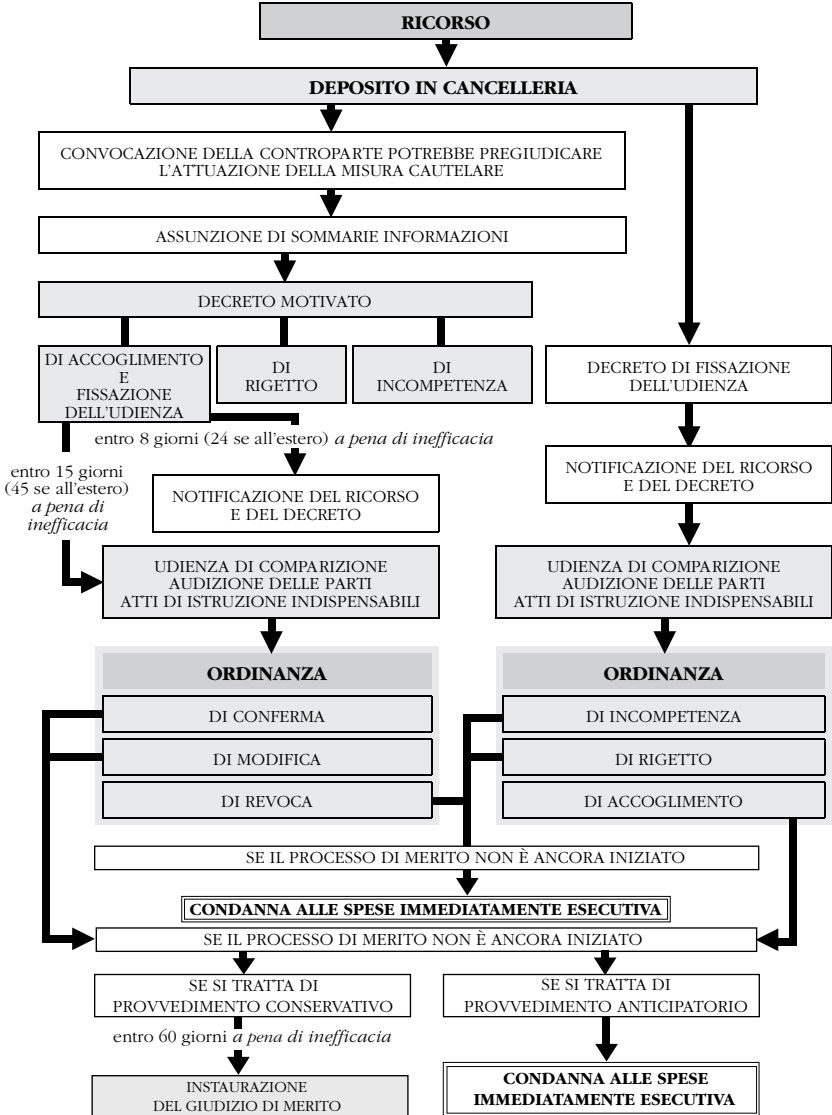 RICORSO
DEPOSITO IN CANCELLERIA
CONVOCAZIONE DELLA CONTROPARTE POTREBBE PREGIUDICARE
L'ATTUAZIONE DELLA MISURA CAUTELARE
ASSUNZIONE DI SOMMARIE INFORMAZIONI
DECRETO MOTIVATO
DI ACCOGLIMENTO
E
FISSAZIONE
DELL'UDIENZA
DI
RIGETTO
DI
INCOMPETENZA
DECRETO DI FISSAZIONE
DELL'UDIENZA
entro 8 giorni (24 se all'estero) a pena di inefficacia
entro 15 giorni
(45 se all'estero)
a pena di
inefficacia
NOTIFICAZIONE DEL RICORSO
E DEL DECRETO
NOTIFICAZIONE DEL RICORSO
E DEL DECRETO
UDIENZA DI COMPARIZIONE
AUDIZIONE DELLE PARTI
ATTI DI ISTRUZIONE INDISPENSABILI
UDIENZA DI COMPARIZIONE
AUDIZIONE DELLE PARTI
ATTI DI ISTRUZIONE INDISPENSABILI
ORDINANZA
DI CONFERMA
DI MODIFICA
DI REVOCA
ORDINANZA
DI INCOMPETENZA
DI RIGETTO
DI ACCOGLIMENTO
SE IL PROCESSO DI MERITO NON È ANCORA INIZIATO
CONDANNA ALLE SPESE IMMEDIATAMENTE ESECUTIVA
SE IL PROCESSO DI MERITO NON È ANCORA INIZIATO
SE SI TRATTA DI
PROVVEDIMENTO CONSERVATIVO
SE SI TRATTA DI
PROVVEDIMENTO ANTICIPATORIO
entro 60 giorni a pena di inefficacia
INSTAURAZIONE
DEL GIUDIZIO DI MERITO
CONDANNA ALLE SPESE
IMMEDIATAMENTE ESECUTIVA